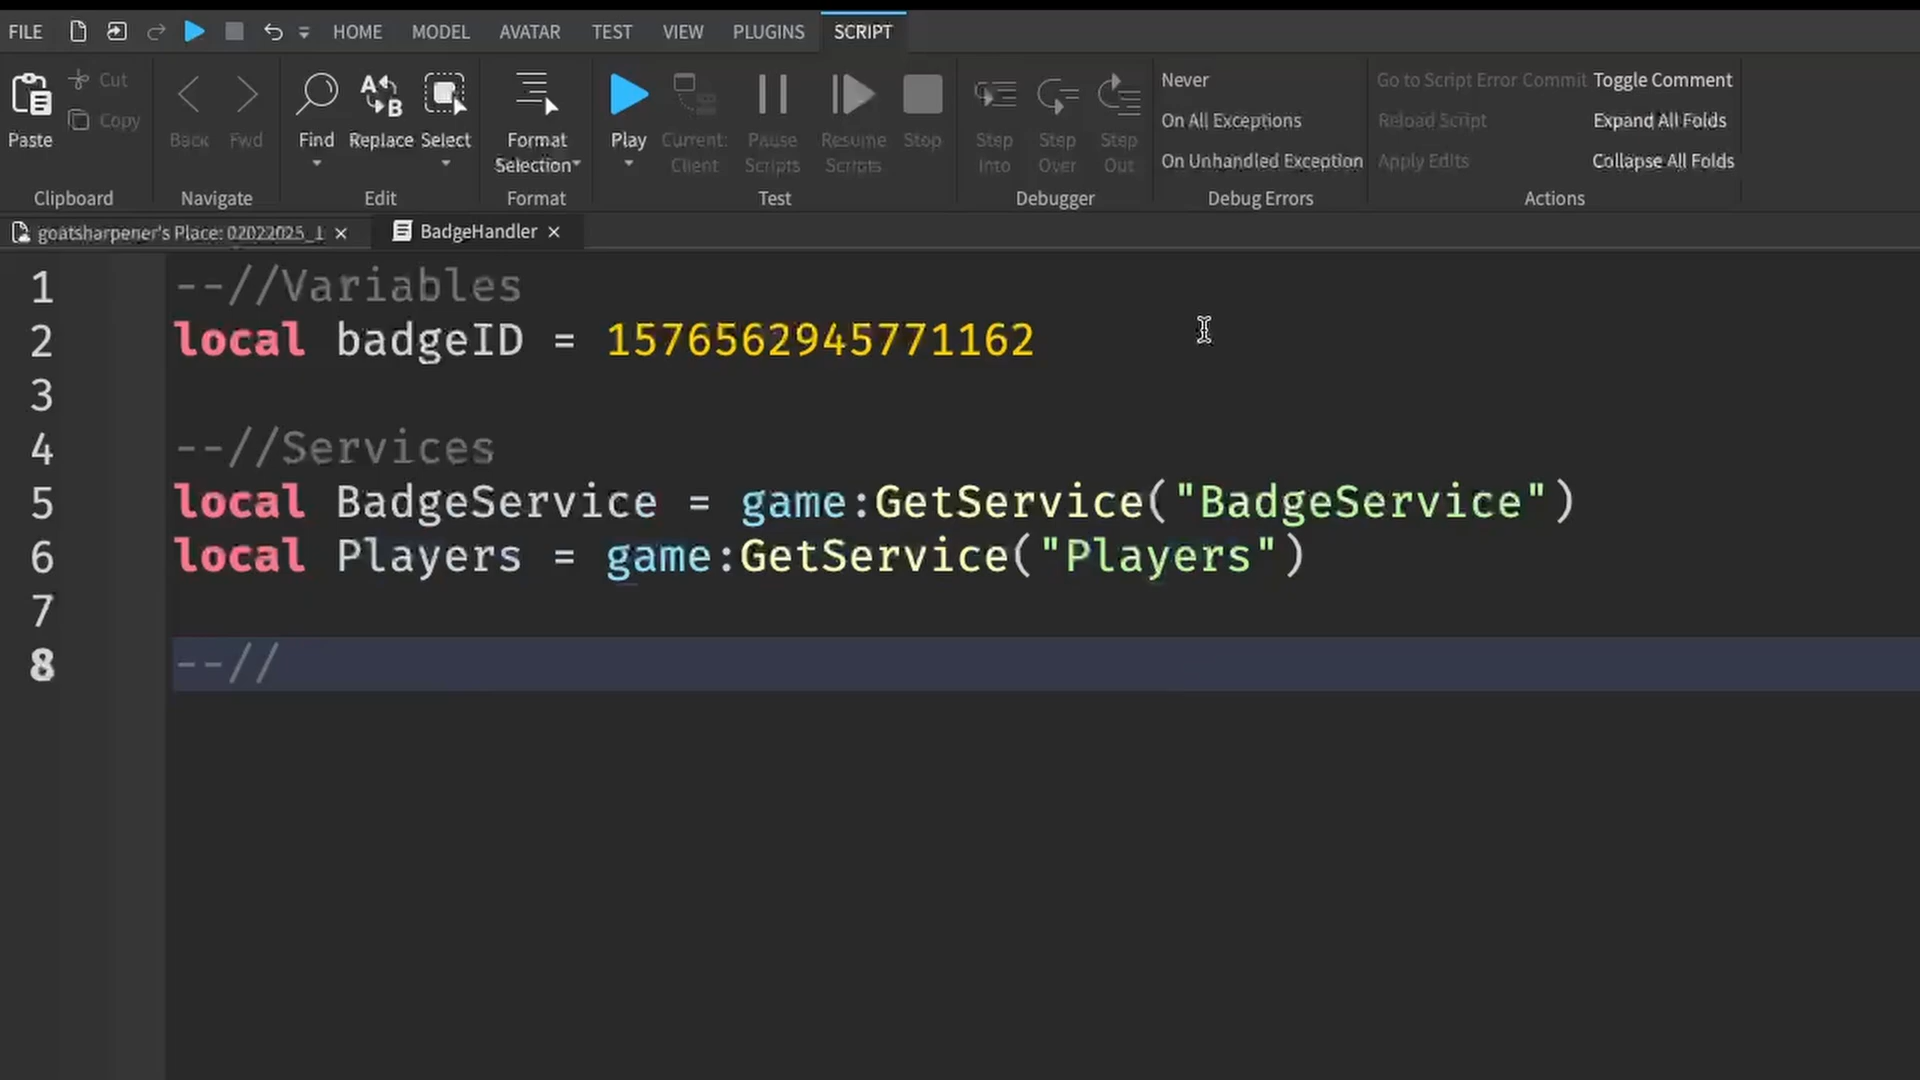 FILE HOME MODEL AVATAR TEST VIEW PLUGINS SCRIPT
Paste
Cut
Copy
Clipboard
Back Fwd
Navigate
Find Replace Select
Edit
Format
Selection
Format
Play
Current:
Client
Pause
Scripts
Resume
Scripts
Stop
Test
Step
Into
Step
Over
Step
Out
Debugger
Never
On All Exceptions
On Unhandled Exception
Debug Errors
Go to Script Error Commit
Reload Script
Apply Edits
Toggle Comment
Expand All Folds
Collapse All Folds
Actions
goatsharpener's Place: 02022025_1 × BadgeHandler ×
1 --//Variables
2 local badgeID = 1576562945771162
3
4 --//Services
5 local BadgeService = game:GetService("BadgeService")
6 local Players = game:GetService("Players")
7
8 --//